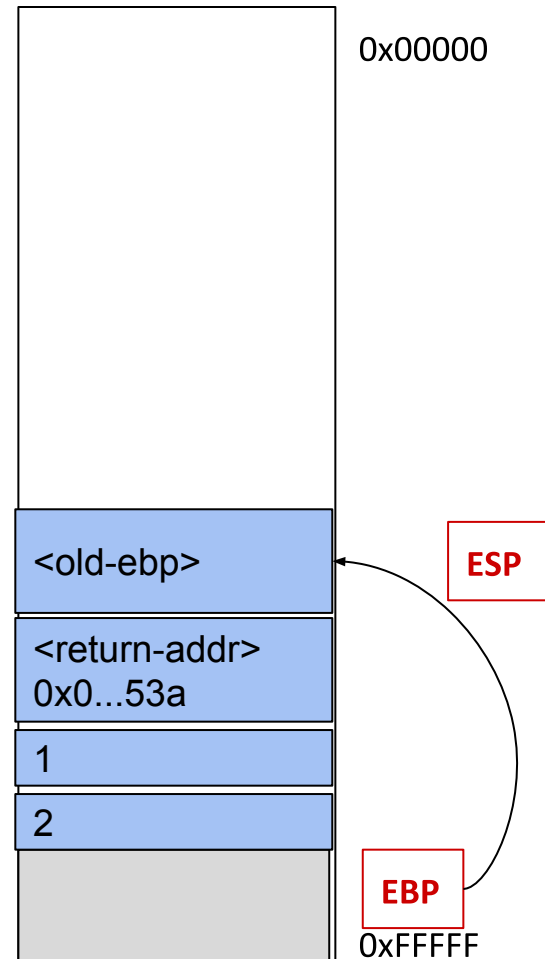 0x00000
<old-ebp>
ESP
<return-addr>
0x0...53a
1
2
EBP
0xFFFFF